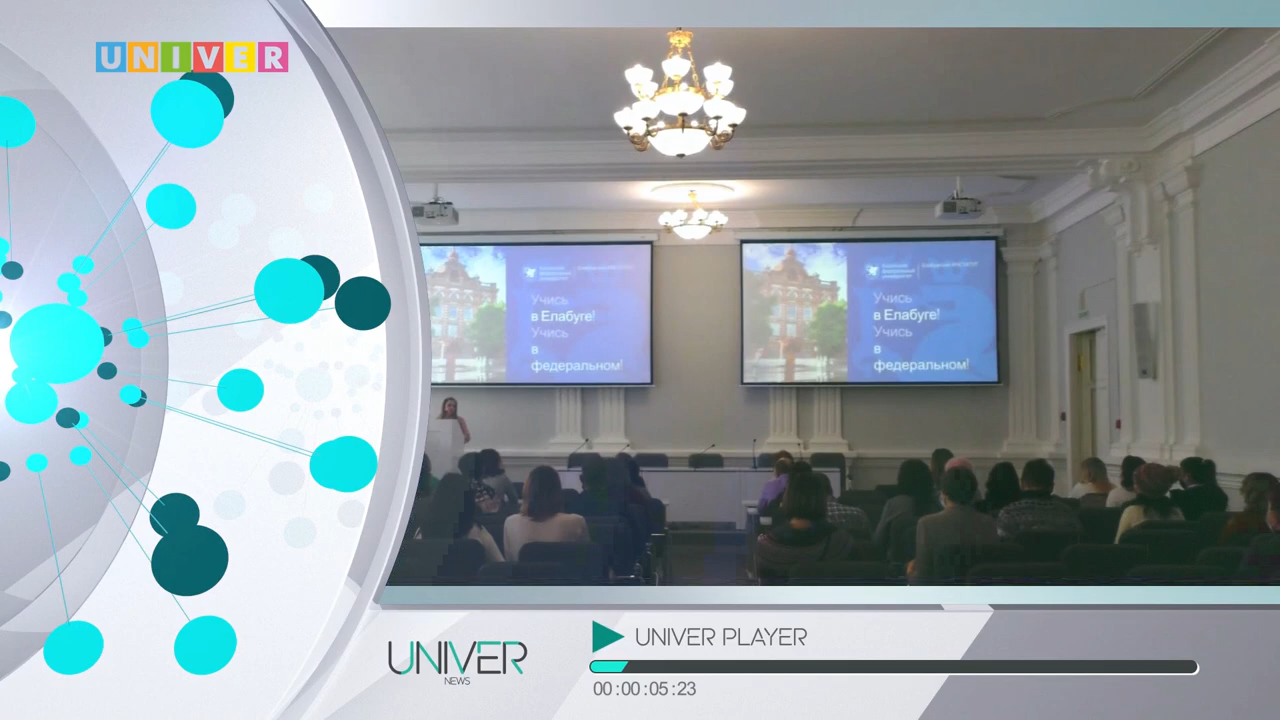 UNIVER
Учись
в Елабуге!
Учись
в
федеральном!
Учись
в Елабуге!
Учись
в
федеральном!
UNIVER
NEWS
UNIVER PLAYER
00:00:05:23